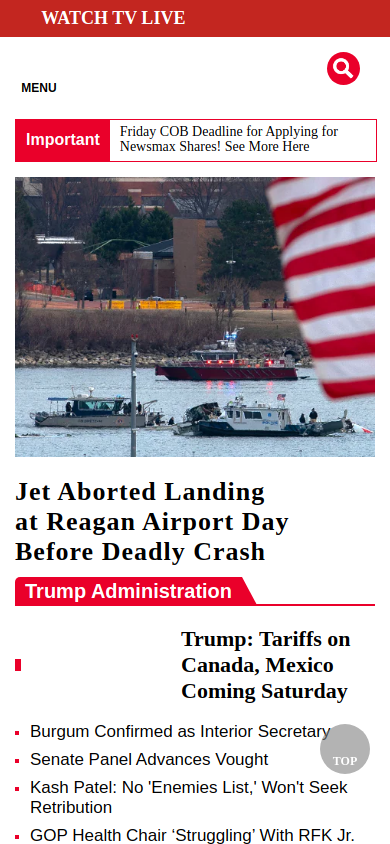 WATCH TV LIVE
MENU
Important
Friday COB Deadline for Applying for
Newsmax Shares! See More Here
Jet Aborted Landing
at Reagan Airport Day
Before Deadly Crash
Trump Administration
Trump: Tariffs on
Canada, Mexico
Coming Saturday
Burgum Confirmed as Interior Secretary
Senate Panel Advances Vought
Kash Patel: No 'Enemies List,' Won't Seek
Retribution
GOP Health Chair ‘Struggling’ With RFK Jr.
TOP